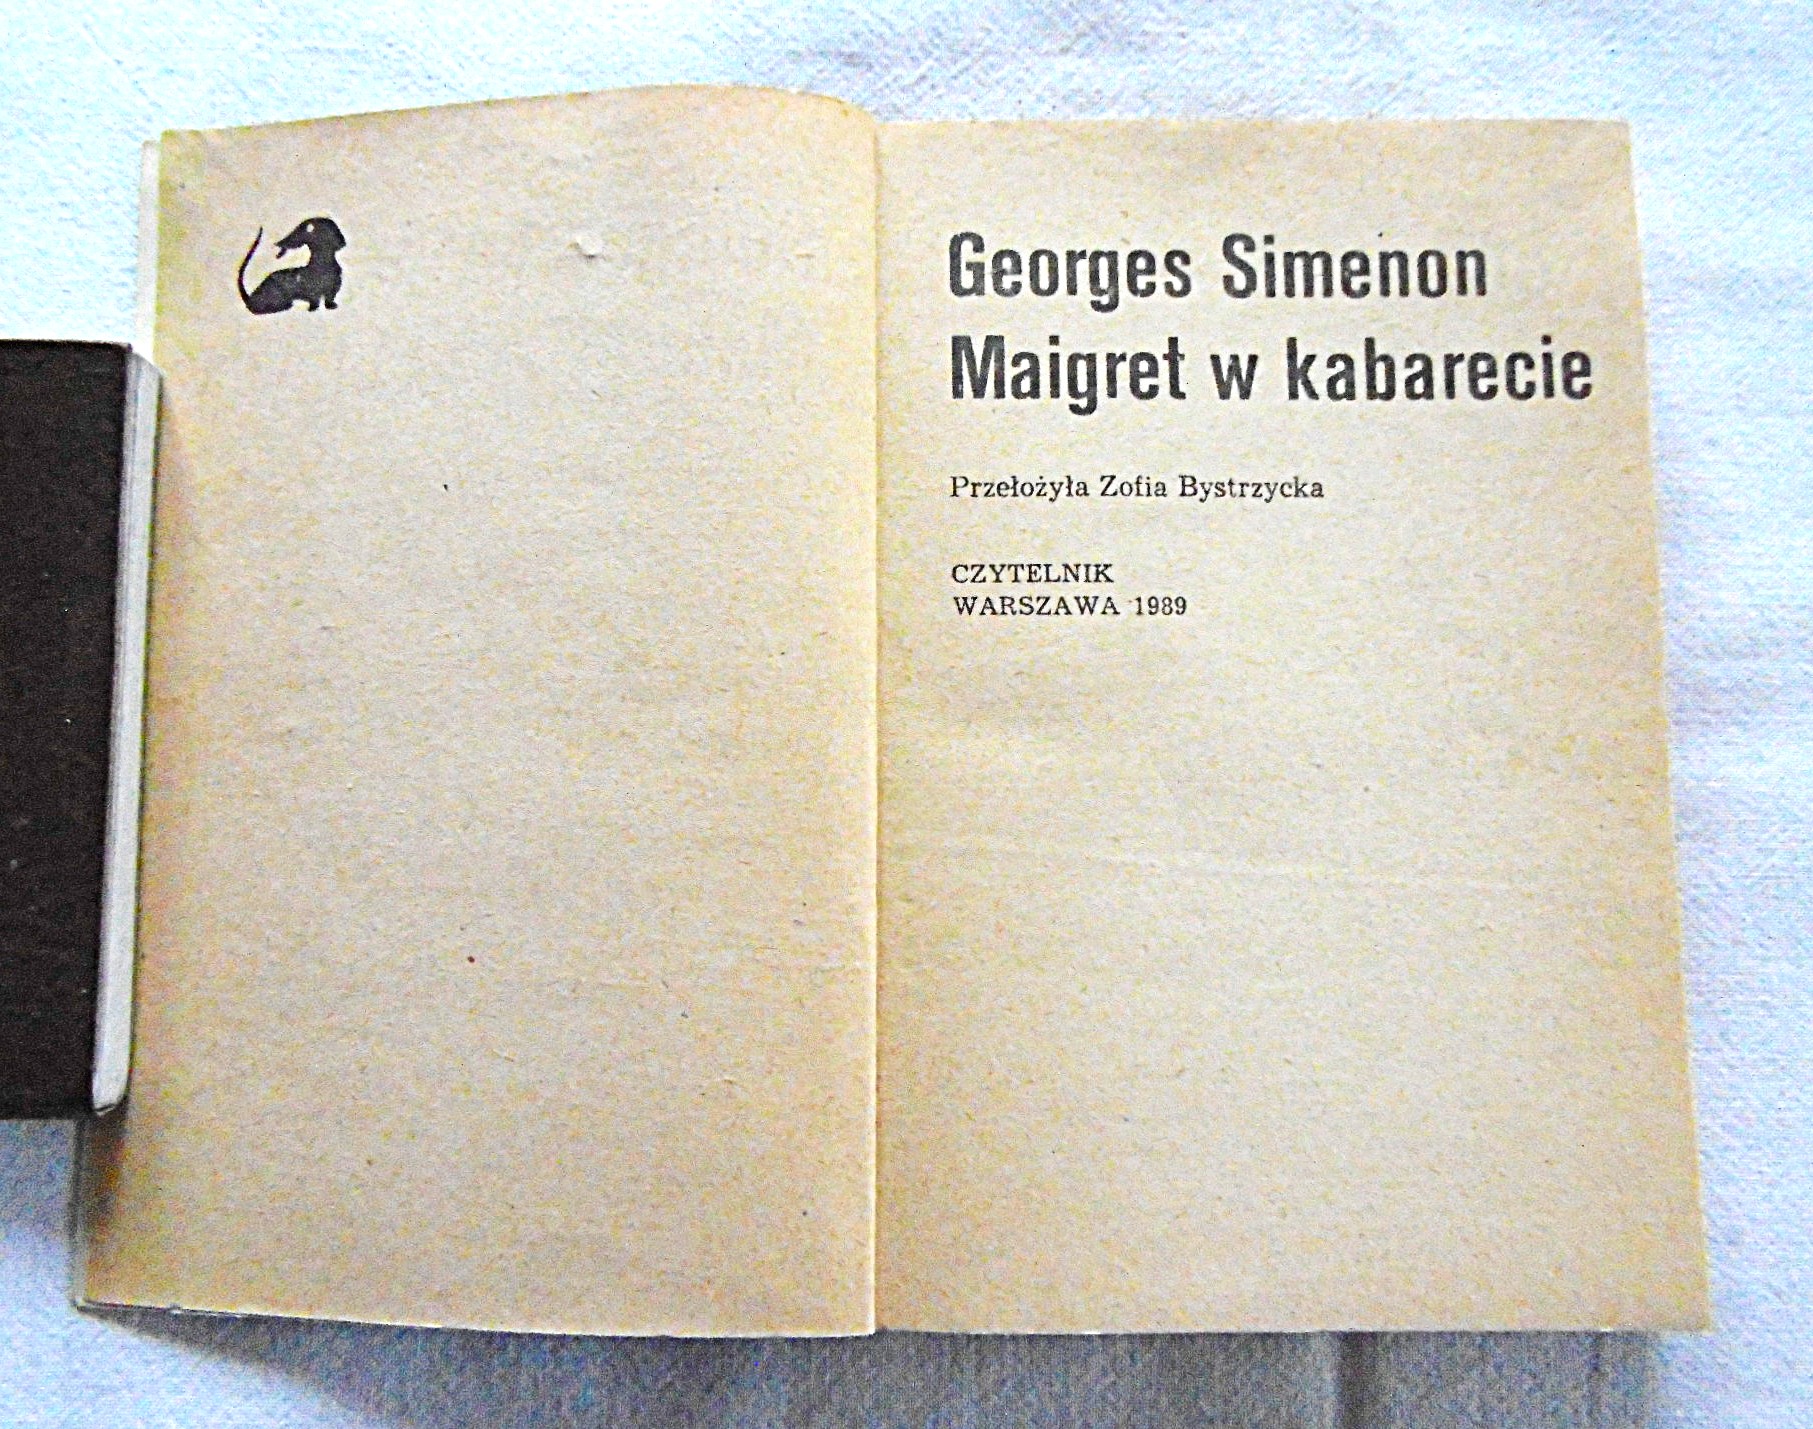 Georges Simenon
Maigret w kabarecie
Przełożyła Zofia Bystrzycka
CZYTELNIK
WARSZAWA 1989